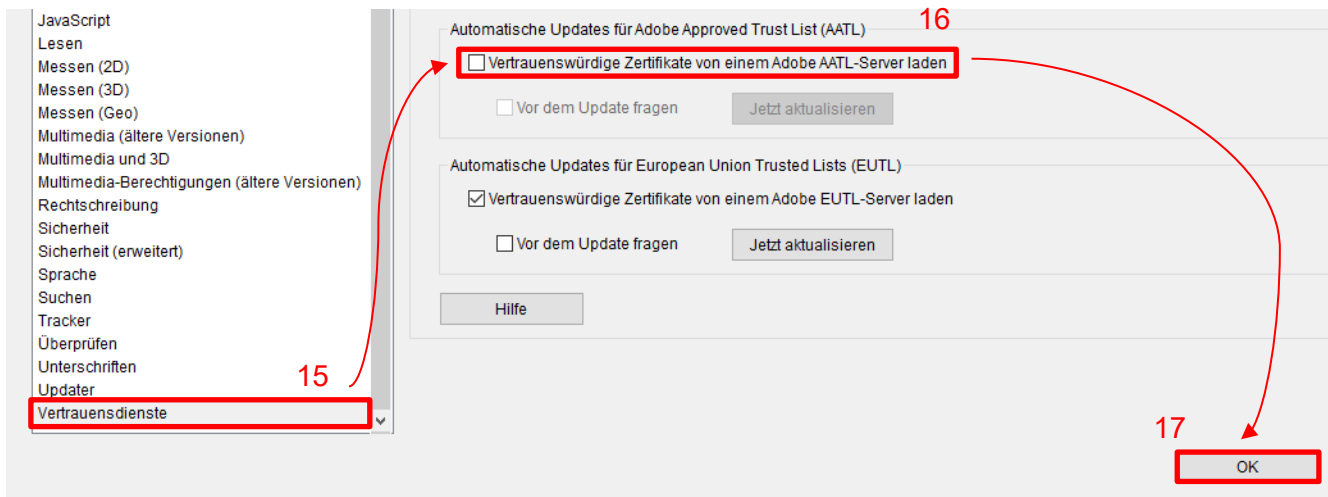 JavaScript
Lesen
Messen (2D)
Messen (3D)
Messen (Geo)
Multimedia (ältere Versionen)
Multimedia und 3D
Multimedia-Berechtigungen (ältere Versionen)
Rechtschreibung
Sicherheit
Sicherheit (erweitert)
Sprache
Suchen
Tracker
Überprüfen
Unterschriften
Updater
Vertrauensdienste
15
16
Automatische Updates für Adobe Approved Trust List (AATL)
Vertrauenswürdige Zertifikate von einem Adobe AATL-Server laden
Vor dem Update fragen Jetzt aktualisieren
Automatische Updates für European Union Trusted Lists (EUTL)
Vertrauenswürdige Zertifikate von einem Adobe EUTL-Server laden
Vor dem Update fragen Jetzt aktualisieren
Hilfe
17
OK